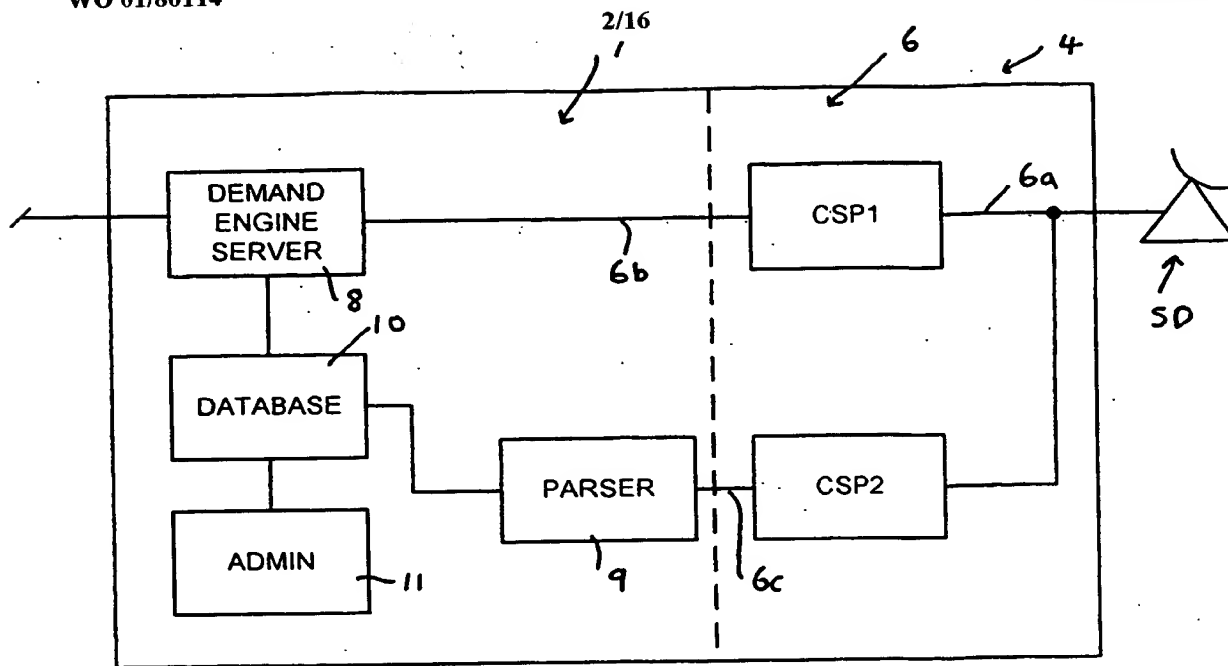 WO 01/80114
2/16
1
6
4
DEMAND
ENGINE
SERVER
8
6b
CSP1
6a
SD
10
DATABASE
PARSER
9
6c
CSP2
ADMIN
11